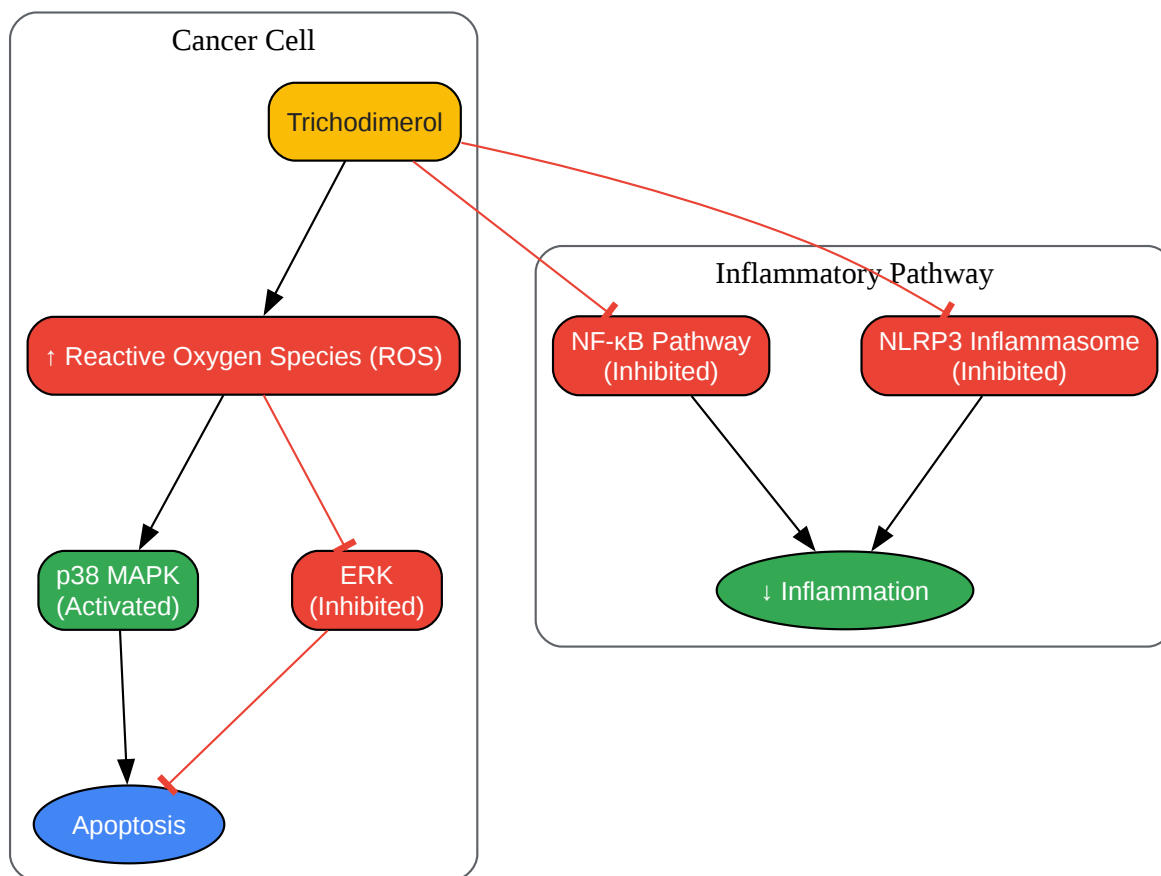 Cancer Cell
Trichodimerol
Inflammatory Pathway
↑ Reactive Oxygen Species (ROS)
NF-κB Pathway
(Inhibited)
NLRP3 Inflammasome
(Inhibited)
p38 MAPK
(Activated)
ERK
(Inhibited)
↓ Inflammation
Apoptosis